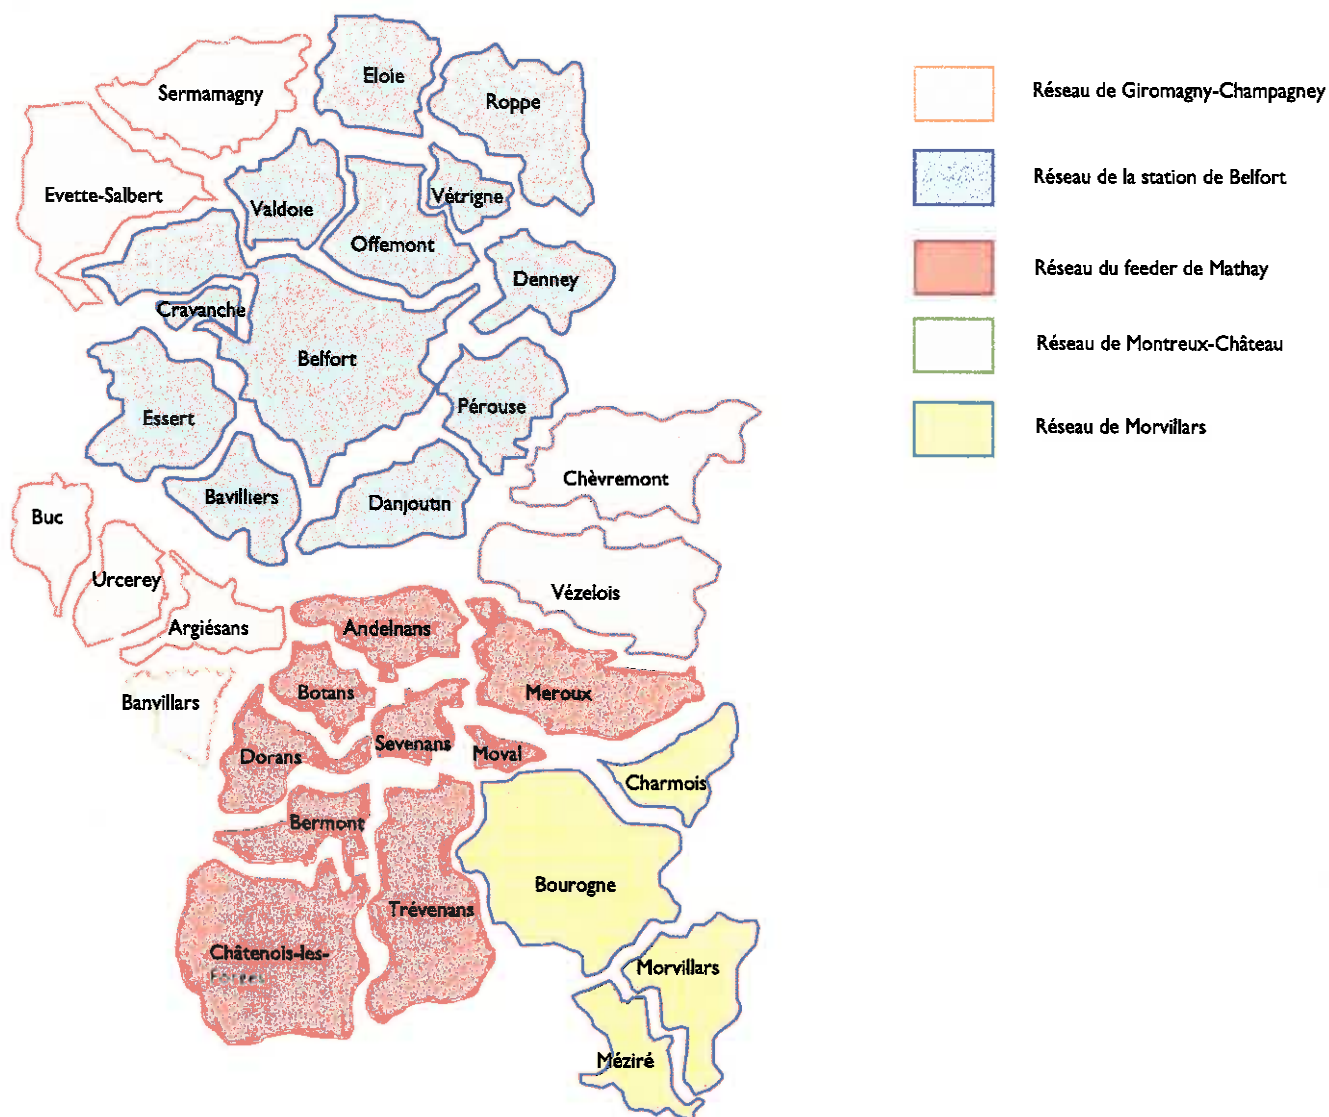 Eloie
Sermamagny
Roppe
Evette-Salbert
Vétrigne
Valdoie
Offemont
Denney
Cravanche
Belfort
Essert
Pérouse
Chèvremont
Bavilliers
Danjoutin
Buc
Urcerey
Vézelois
Argiésans
Andelnans
Botans
Meroux
Banvillars
Sevenans
Moval
Dorans
Charmois
Bermont
Bourogne
Trévenans
Châtenois-les-
Forges
Morvillars
Méziré
Réseau de Giromagny-Champagney
Réseau de la station de Belfort
Réseau du feeder de Mathay
Réseau de Montreux-Château
Réseau de Morvillars